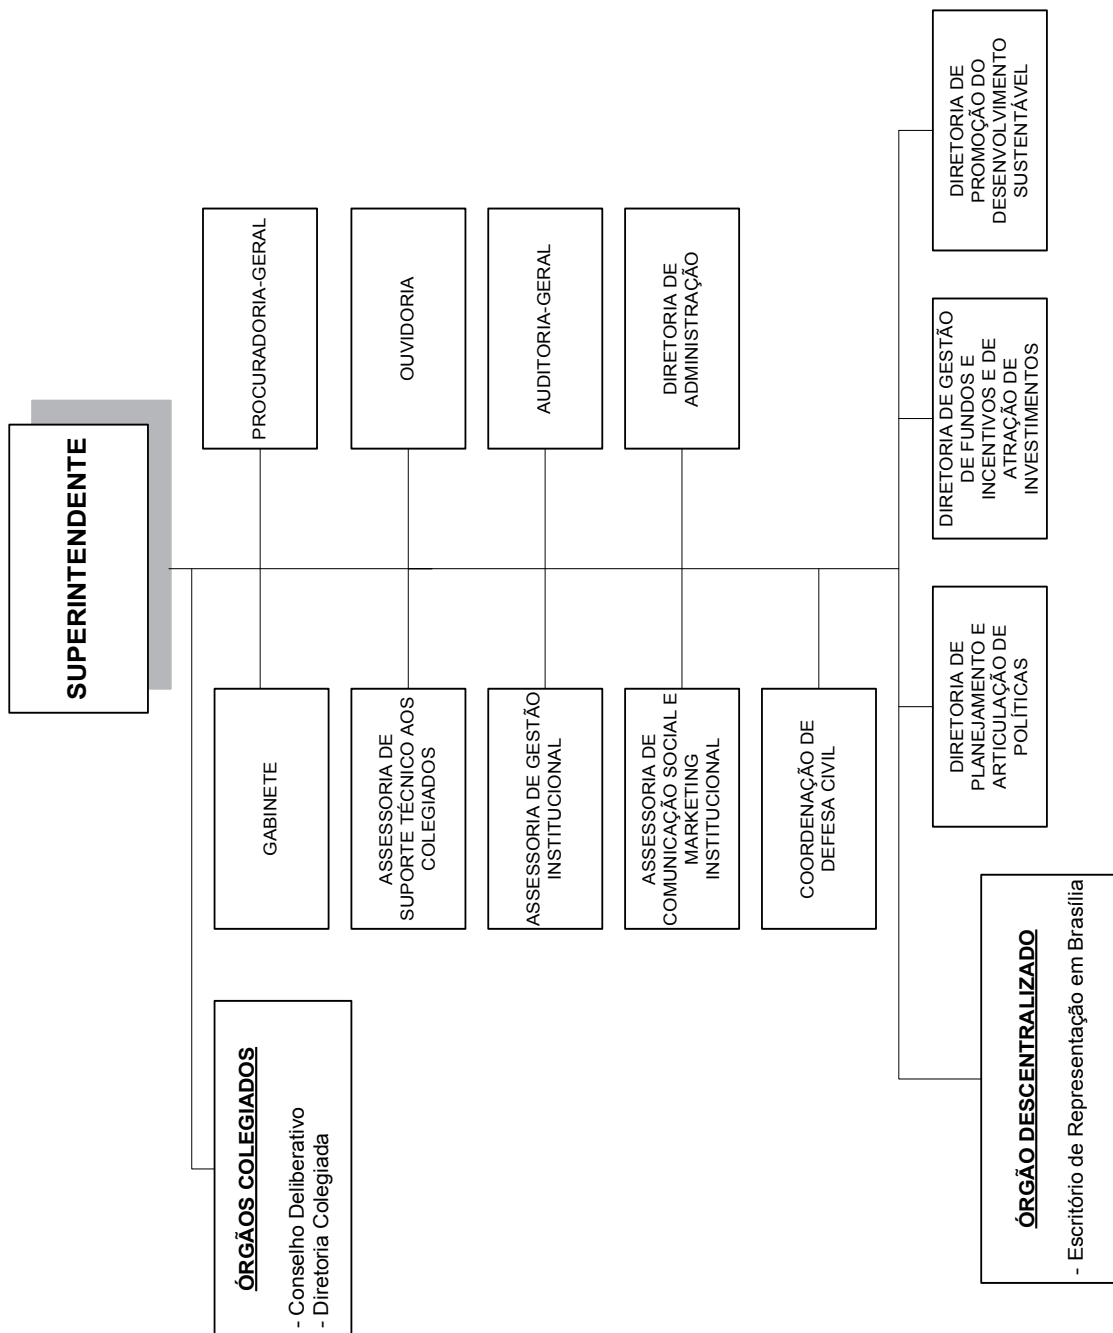 SUPERINTENDENTE
ÓRGÃOS COLEGIADOS
- Conselho Deliberativo
- Diretoria Colegiada
GABINETE
PROCURADORIA-GERAL
ASSESSORIA DE
SUPORTE TÉCNICO AOS
COLEGIADOS
OUVIDORIA
ASSESSORIA DE GESTÃO
INSTITUCIONAL
AUDITORIA-GERAL
ASSESSORIA DE
COMUNICAÇÃO SOCIAL E
MARKETING
INSTITUCIONAL
DIRETORIA DE
ADMINISTRAÇÃO
COORDENAÇÃO DE
DEFESA CIVIL
ÓRGÃO DESCENTRALIZADO
- Escritório de Representação em Brasília
DIRETORIA DE
PLANEJAMENTO E
ARTICULAÇÃO DE
POLÍTICAS
DIRETORIA DE GESTÃO
DE FUNDOS E
INCENTIVOS E DE
ATRAÇÃO DE
INVESTIMENTOS
DIRETORIA DE
PROMOÇÃO DO
DESENVOLVIMENTO
SUSTENTÁVEL